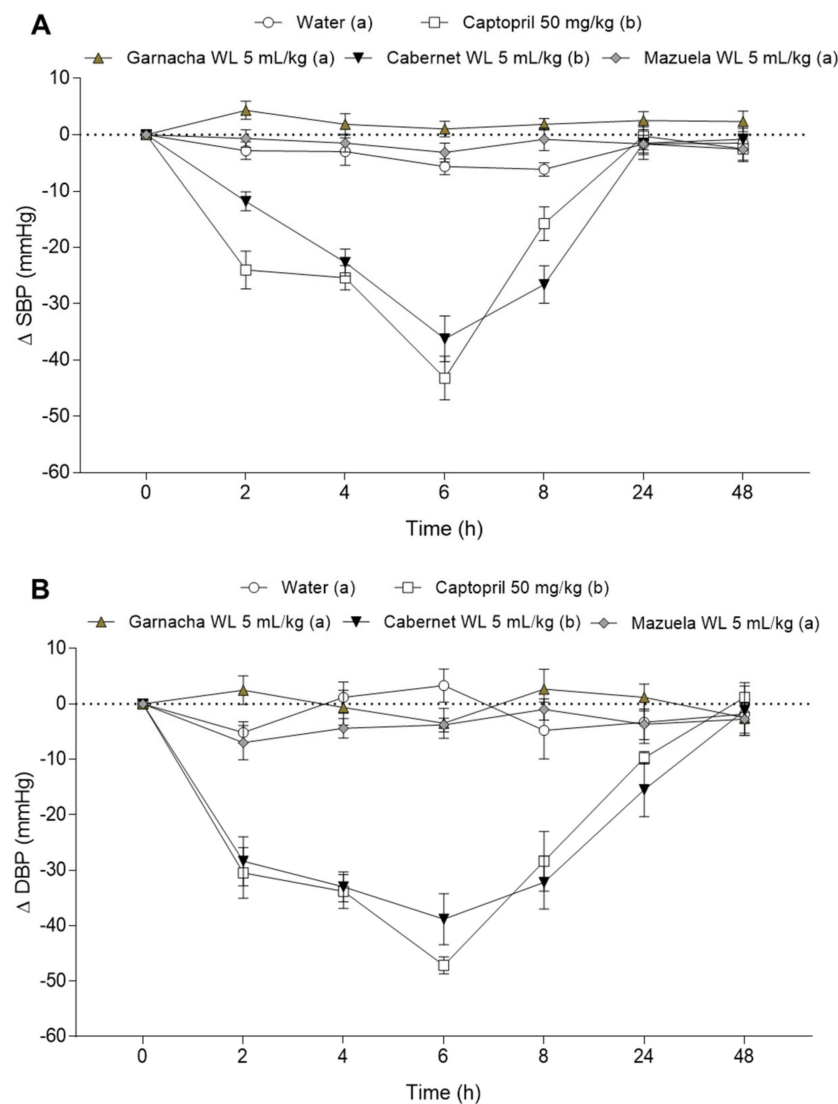 A
Water (a) Captopril 50 mg/kg (b)
Garnacha WL 5 mL/kg (a) Cabernet WL 5 mL/kg (b) Mazuela WL 5 mL/kg (a)
10
0
-10
-20
-30
-40
-50
-60
Δ SBP (mmHg)
0 2 4 6 8 24 48
Time (h)
B
Water (a) Captopril 50 mg/kg (b)
Garnacha WL 5 mL/kg (a) Cabernet WL 5 mL/kg (b) Mazuela WL 5 mL/kg (a)
10
0
-10
-20
-30
-40
-50
-60
Δ DBP (mmHg)
0 2 4 6 8 24 48
Time (h)